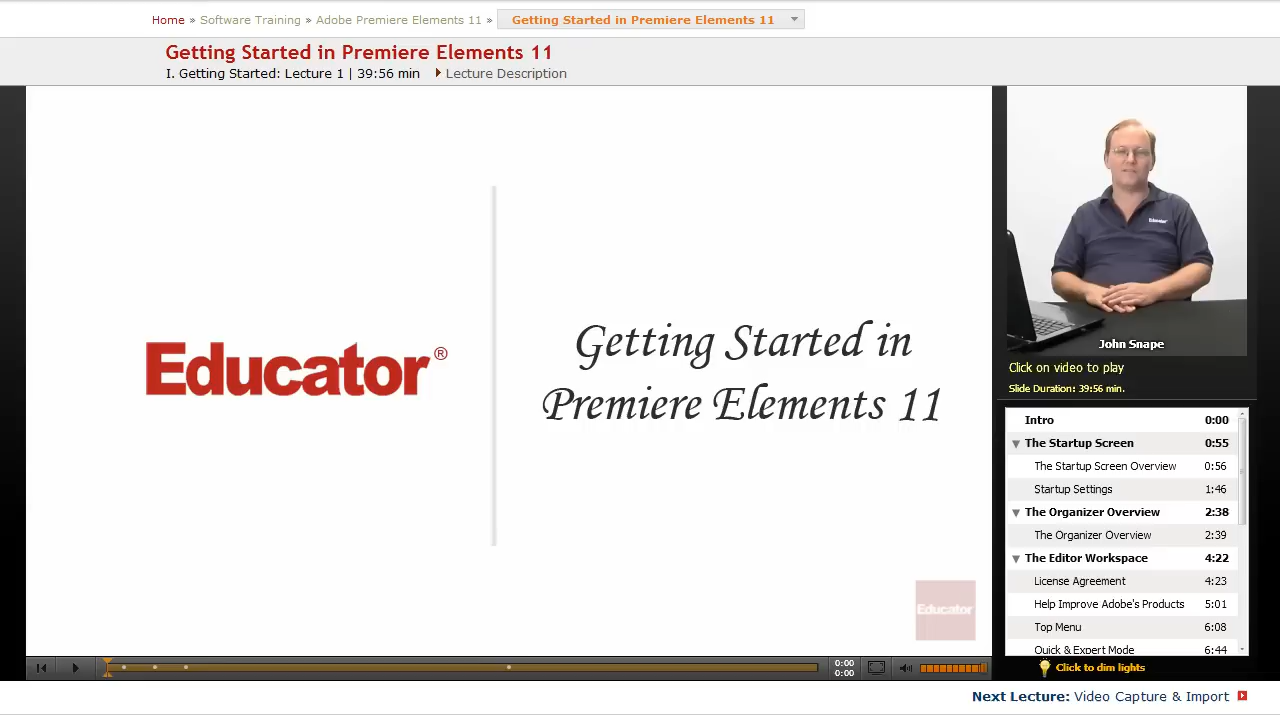 Home » Software Training » Adobe Premiere Elements 11 » Getting Started in Premiere Elements 11
Getting Started in Premiere Elements 11
I. Getting Started: Lecture 1 | 39:56 min Lecture Description
Educator®
Getting Started in
Premiere Elements 11
Educator
Educator
John Snape
Click on video to play
Slide Duration: 39:56 min.
Intro 0:00
The Startup Screen 0:55
The Startup Screen Overview 0:56
Startup Settings 1:46
The Organizer Overview 2:38
The Organizer Overview 2:39
The Editor Workspace 4:22
License Agreement 4:23
Help Improve Adobe's Products 5:01
Top Menu 6:08
Quick & Expert Mode 6:44
0:00
0:00
Click to dim lights
Next Lecture: Video Capture & Import